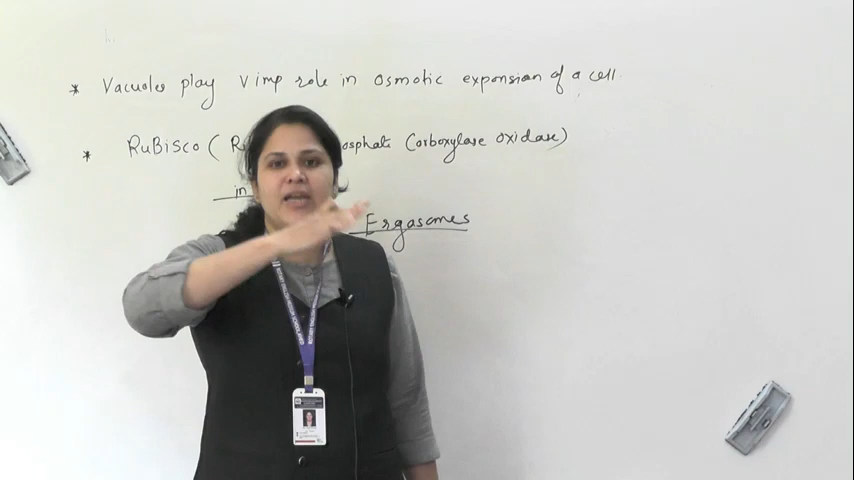 * Vacuoles play v imp role in osmotic expansion of a cell.
* RuBisCO ( R osphate Carboxylase oxidase)
in
Ergasomes